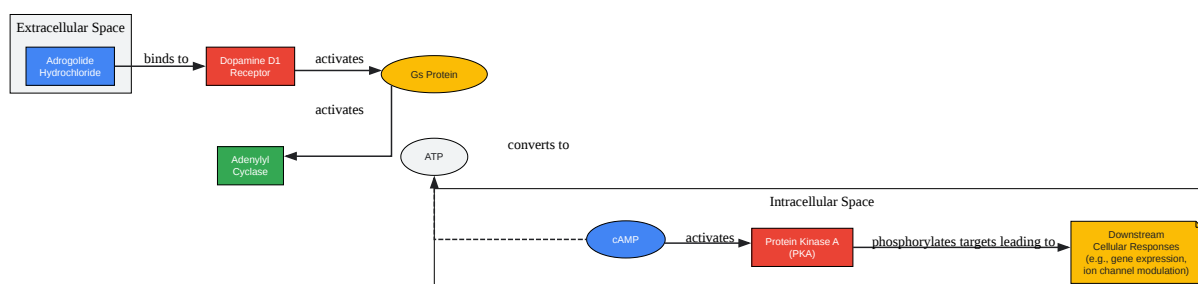 Extracellular Space
Adrogolide
Hydrochloride
binds to
Dopamine D1
Receptor
activates
Gs Protein
activates
Adenylyl
Cyclase
ATP
converts to
Intracellular Space
cAMP
activates
Protein Kinase A
(PKA)
phosphorylates targets leading to
Downstream
Cellular Responses
(e.g., gene expression,
ion channel modulation)